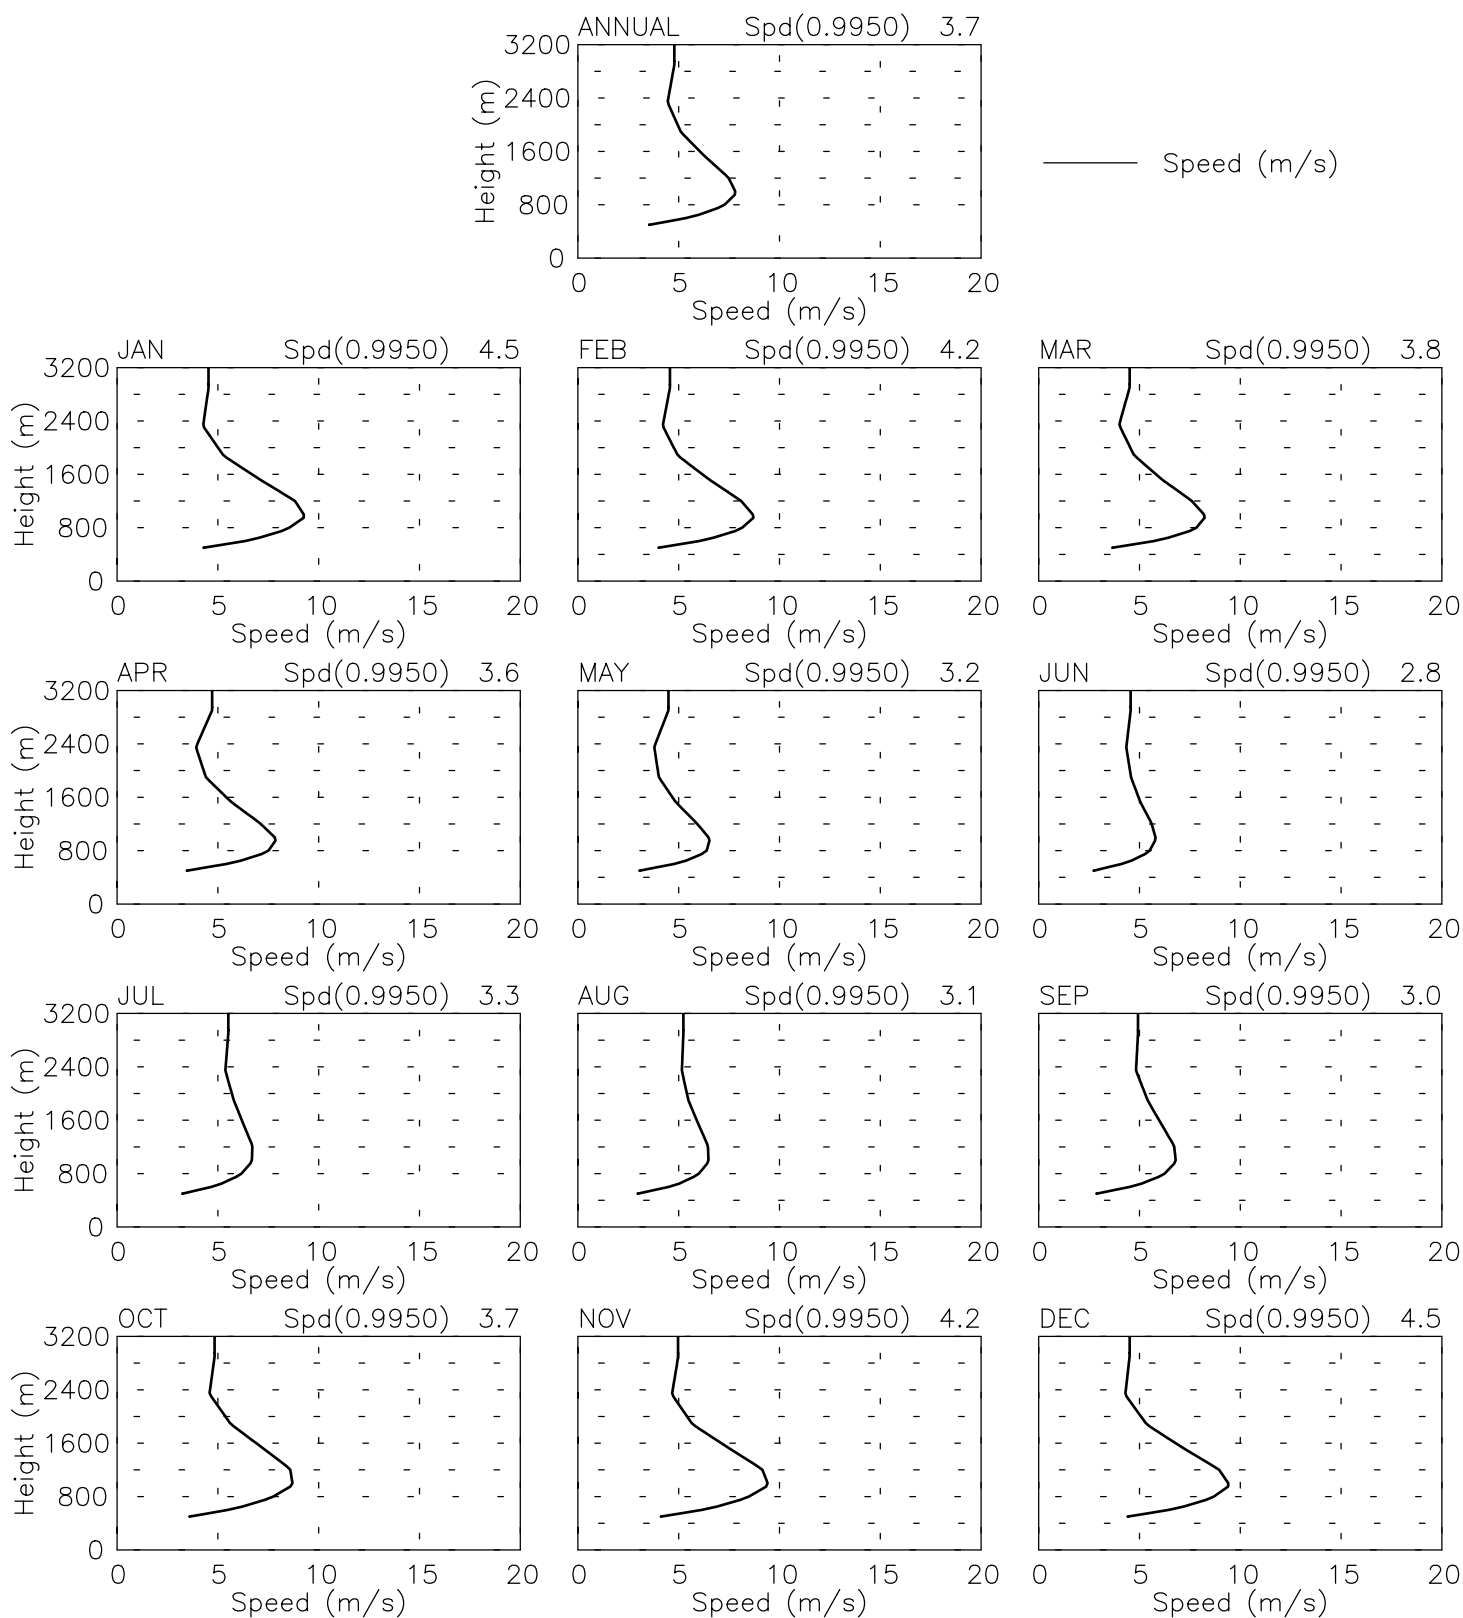 ANNUAL Spd(0.9950) 3.7
3200
2400
1600
800
0
Height (m)
0 5 10 15 20
Speed (m/s)
Speed (m/s)
JAN Spd(0.9950) 4.5
3200
2400
1600
800
0
Height (m)
0 5 10 15 20
Speed (m/s)
FEB Spd(0.9950) 4.2
0 5 10 15 20
Speed (m/s)
MAR Spd(0.9950) 3.8
0 5 10 15 20
Speed (m/s)
APR Spd(0.9950) 3.6
3200
2400
1600
800
0
Height (m)
0 5 10 15 20
Speed (m/s)
MAY Spd(0.9950) 3.2
0 5 10 15 20
Speed (m/s)
JUN Spd(0.9950) 2.8
0 5 10 15 20
Speed (m/s)
JUL Spd(0.9950) 3.3
3200
2400
1600
800
0
Height (m)
0 5 10 15 20
Speed (m/s)
AUG Spd(0.9950) 3.1
0 5 10 15 20
Speed (m/s)
SEP Spd(0.9950) 3.0
0 5 10 15 20
Speed (m/s)
OCT Spd(0.9950) 3.7
3200
2400
1600
800
0
Height (m)
0 5 10 15 20
Speed (m/s)
NOV Spd(0.9950) 4.2
0 5 10 15 20
Speed (m/s)
DEC Spd(0.9950) 4.5
0 5 10 15 20
Speed (m/s)